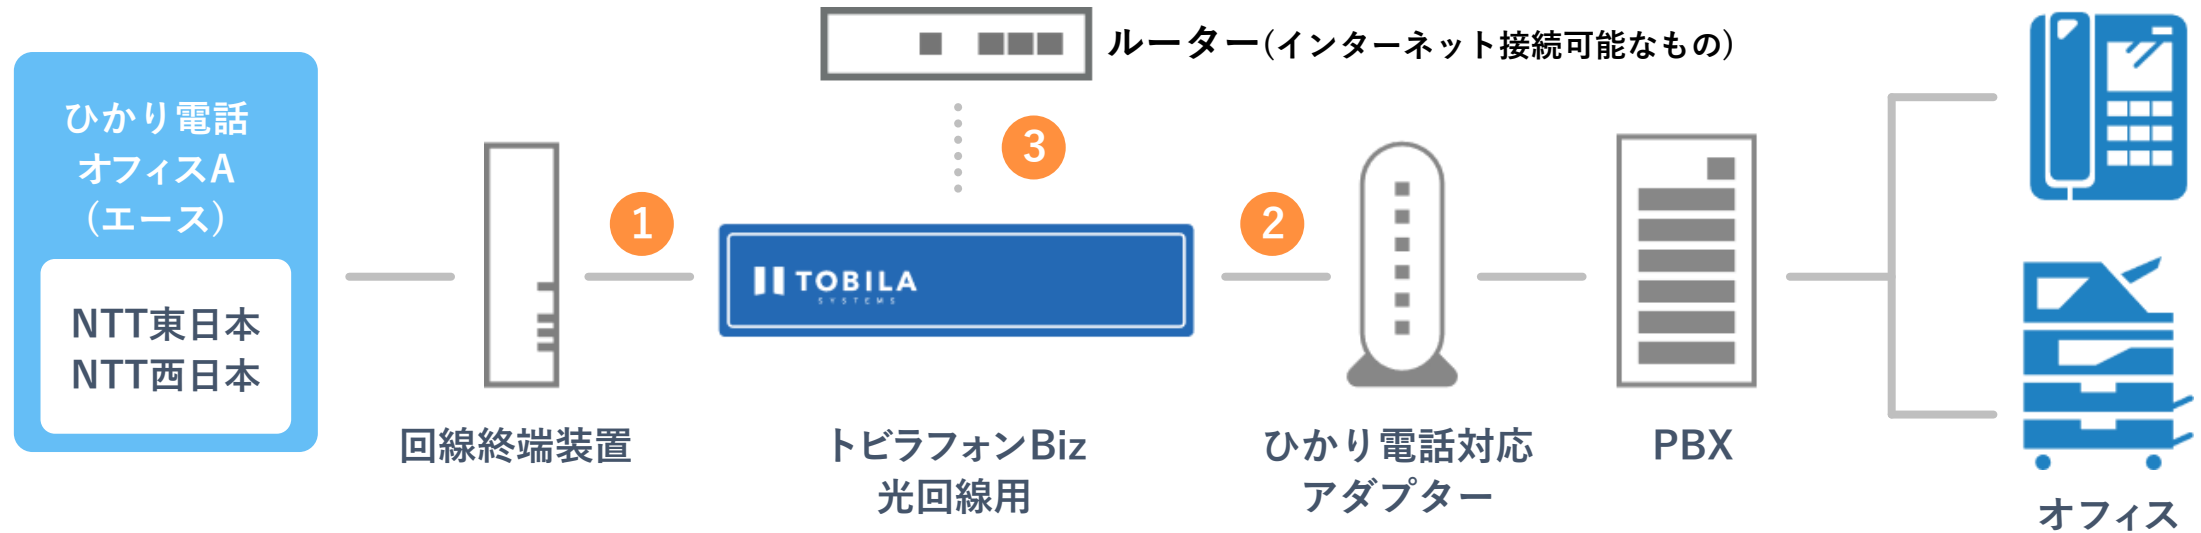 ルーター(インターネット接続可能なもの)
ひかり電話
オフィスA
(エース)
NTT東日本
NTT西日本
1
3
2
TOBILA
SYSTEMS
回線終端装置
トビラフォンBiz
光回線用
ひかり電話対応
アダプター
PBX
オフィス